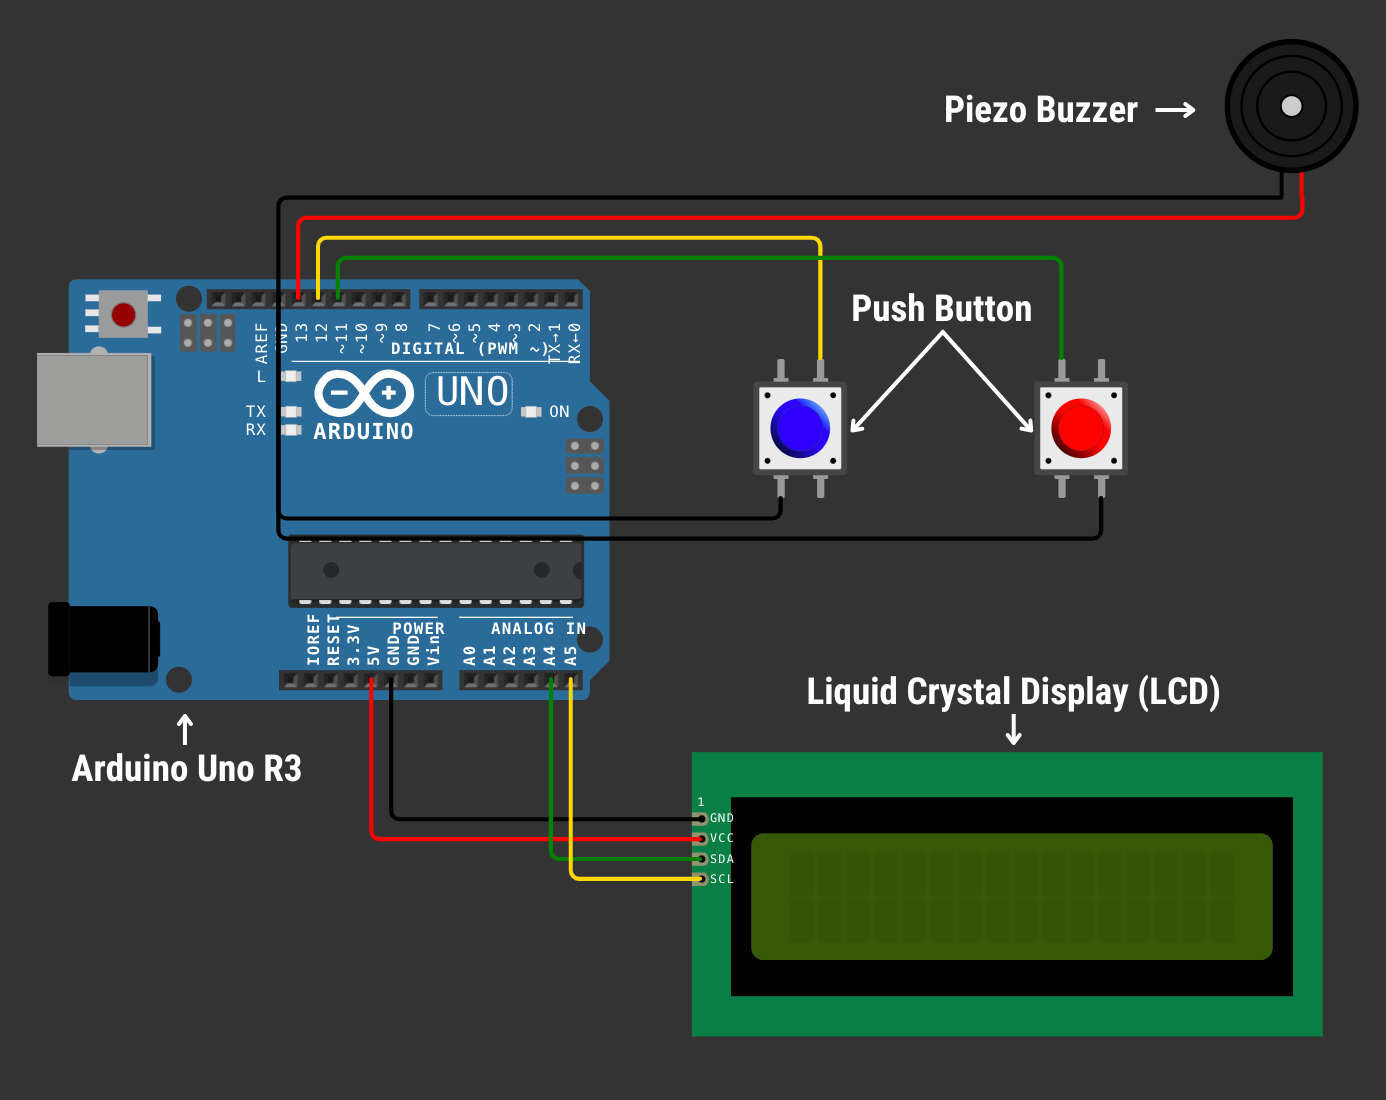 Piezo Buzzer
Push Button
AREF
GND
13
12
~11
~10
~9
8
7
~6
~5
4
~3
2
TX→1
RX←0
DIGITAL (PWM ~)
L
TX
RX
UNO
ON
ARDUINO
IOREF
RESET
3.3V
5V
GND
GND
Vin
POWER
ANALOG IN
A0
A1
A2
A3
A4
A5
Arduino Uno R3
Liquid Crystal Display (LCD)
1
GND
VCC
SDA
SCL